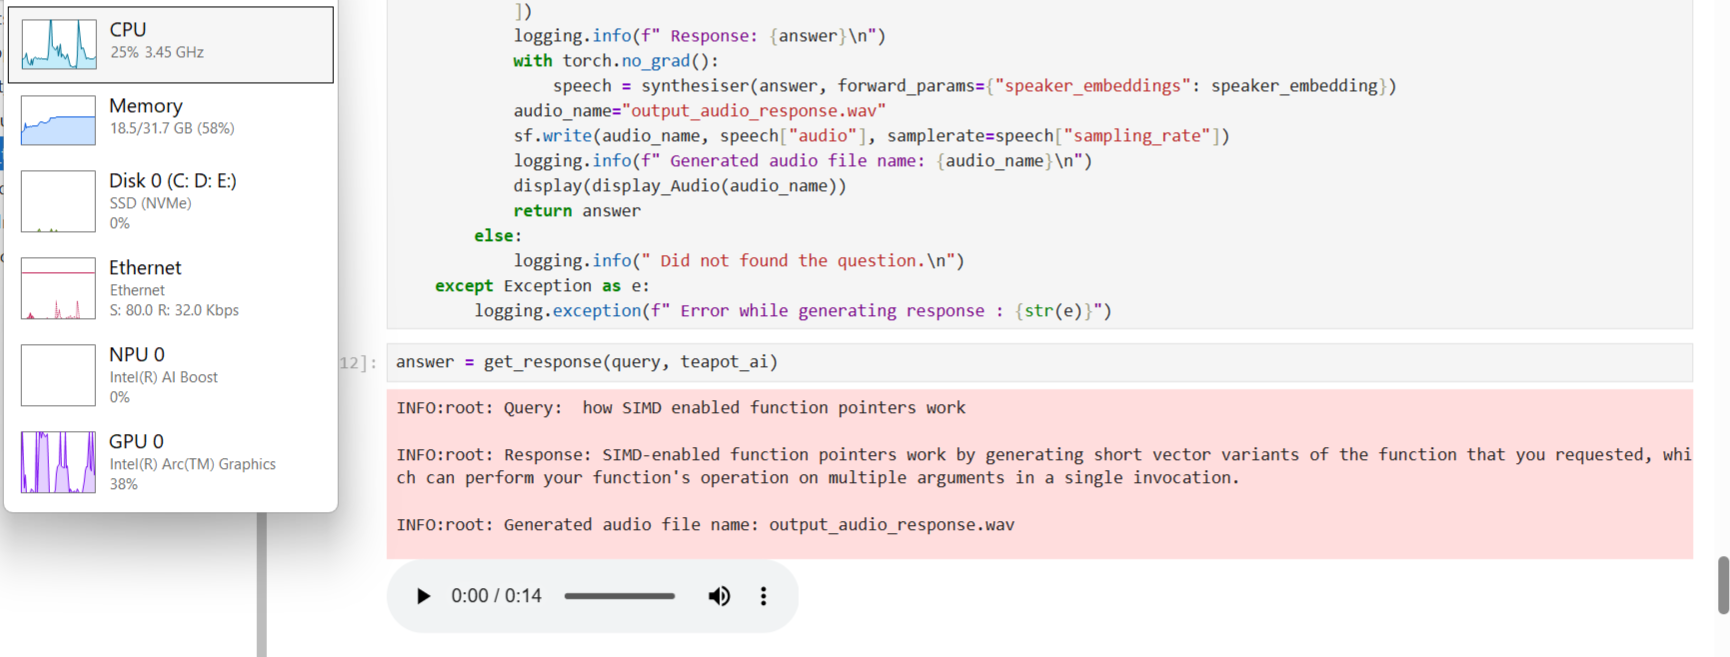 CPU
25% 3.45 GHz
Memory
18.5/31.7 GB (58%)
Disk 0 (C: D: E:)
SSD (NVMe)
0%
Ethernet
Ethernet
S: 80.0 R: 32.0 Kbps
NPU 0
Intel(R) AI Boost
0%
GPU 0
Intel(R) Arc(TM) Graphics
38%
])
logging.info(f" Response: {answer}\n")
with torch.no_grad():
speech = synthesiser(answer, forward_params={"speaker_embeddings": speaker_embedding})
audio_name="output_audio_response.wav"
sf.write(audio_name, speech["audio"], samplerate=speech["sampling_rate"])
logging.info(f" Generated audio file name: {audio_name}\n")
display(display_Audio(audio_name))
return answer
else:
logging.info(" Did not found the question.\n")
except Exception as e:
logging.exception(f" Error while generating response : {str(e)}")
12]:
answer = get_response(query, teapot_ai)
INFO:root: Query:  how SIMD enabled function pointers work
INFO:root: Response: SIMD-enabled function pointers work by generating short vector variants of the function that you requested, whi
ch can perform your function's operation on multiple arguments in a single invocation.
INFO:root: Generated audio file name: output_audio_response.wav
0:00 / 0:14